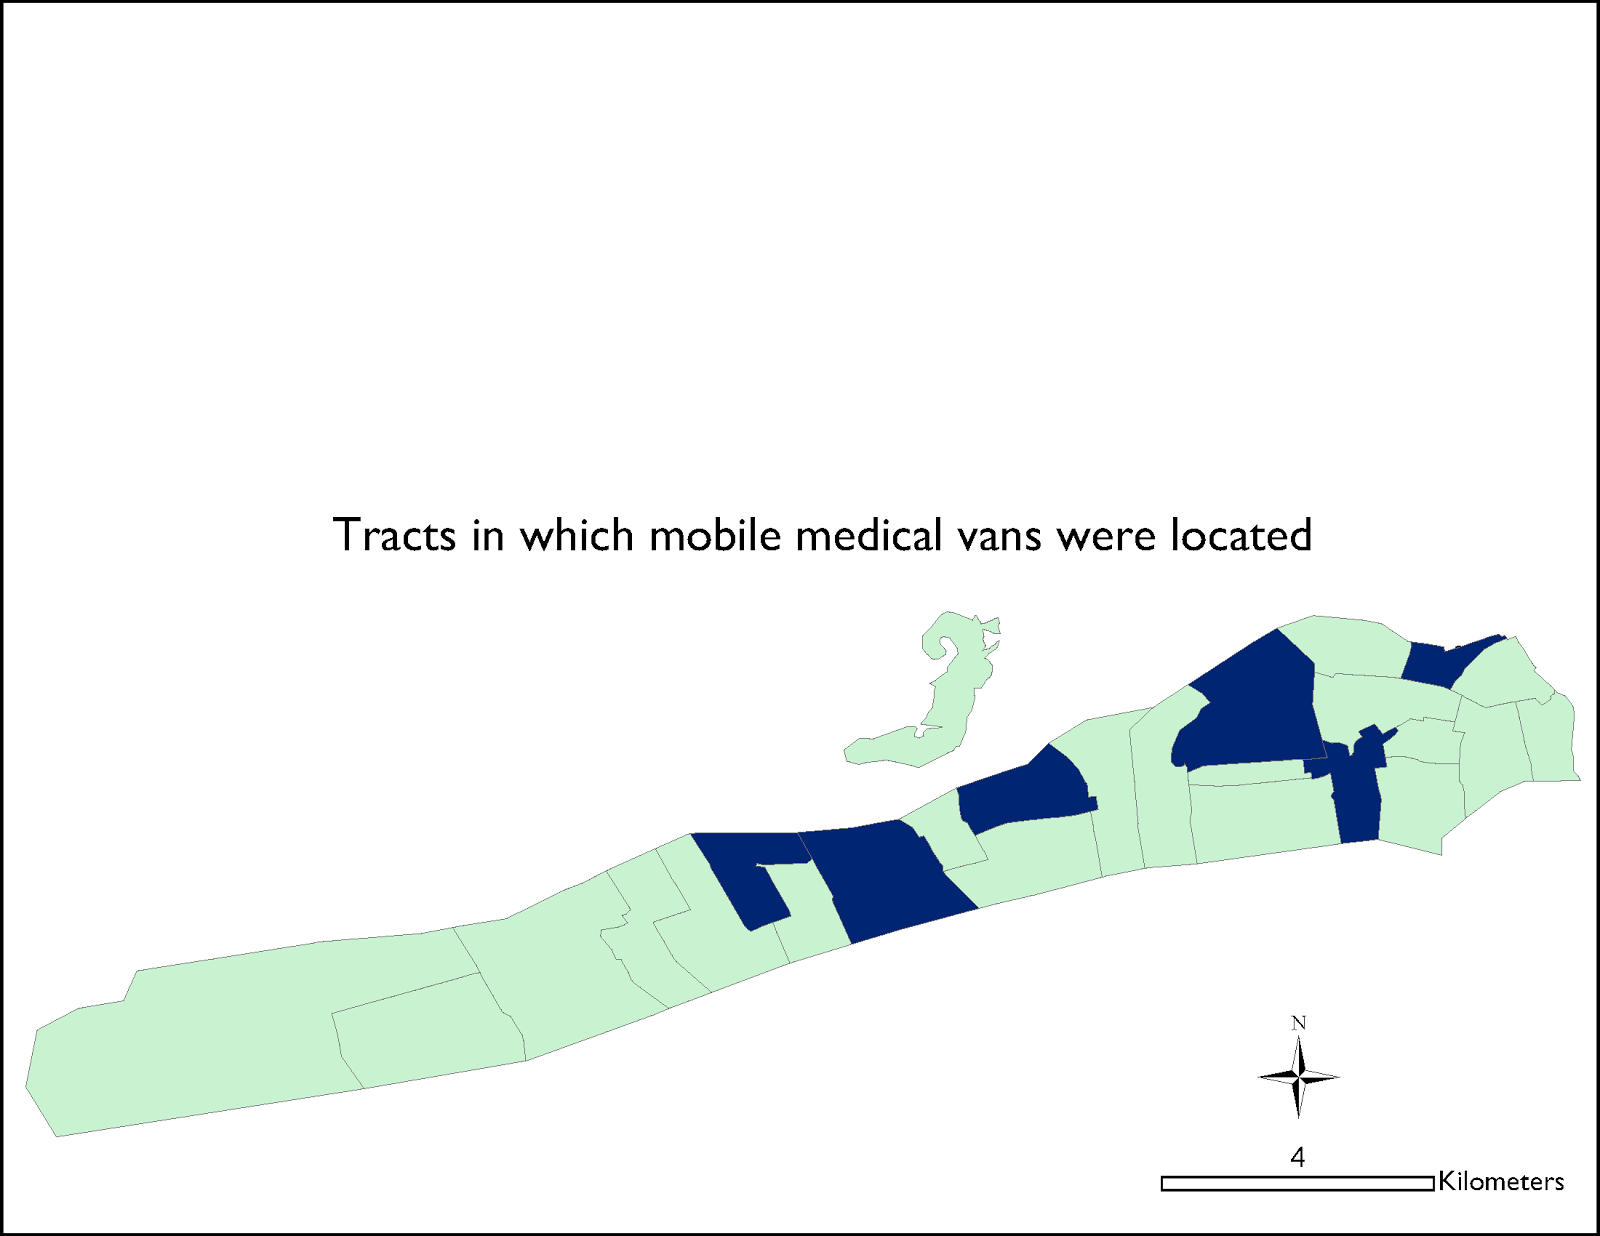 Tracts in which mobile medical vans were located
N
4
Kilometers